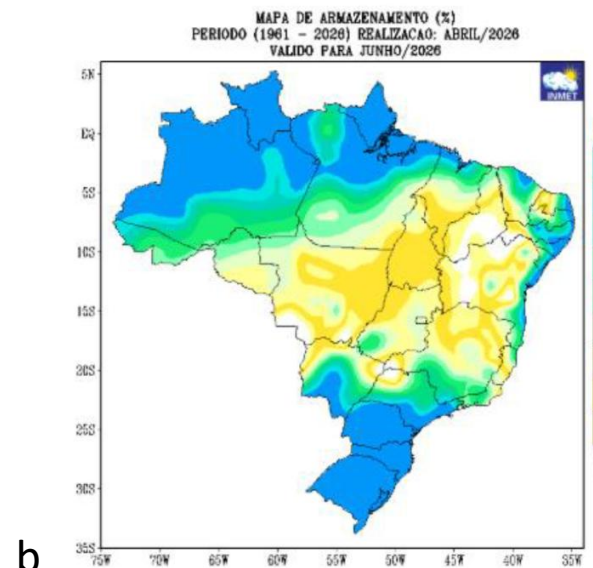 MAPA DE ARMAZENAMENTO (%)
PERIODO (1961 - 2026) REALIZACAO: ABRIL/2026
VALIDO PARA JUNHO/2026
INMET
5N
EQ
5S
10S
15S
20S
25S
30S
35S
75W 70W 65W 60W 55W 50W 45W 40W 35W
b